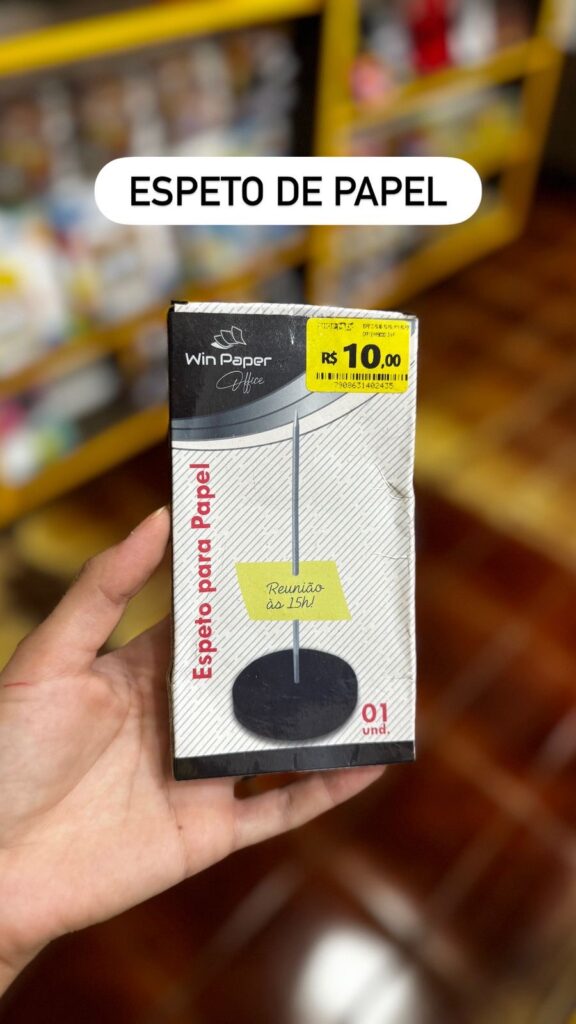 ESPETO DE PAPEL
Win Paper
Office
R$ 10,00
7908631402435
Espeto para Papel
Reunião
às 15h!
01
und.